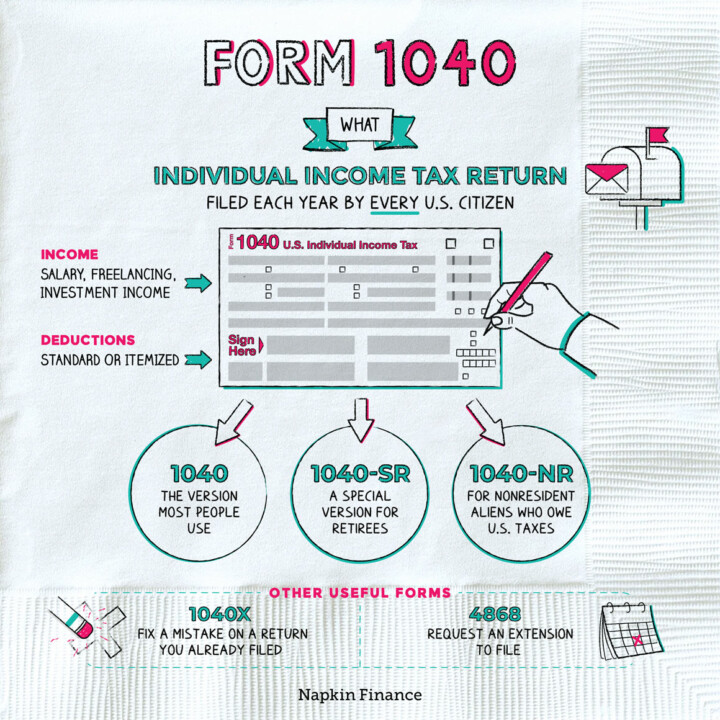 FORM 1040
WHAT
INDIVIDUAL INCOME TAX RETURN
FILED EACH YEAR BY EVERY U.S. CITIZEN
INCOME
SALARY, FREELANCING,
INVESTMENT INCOME
DEDUCTIONS
STANDARD OR ITEMIZED
Form 1040 U.S. Individual Income Tax
Sign
Here
1040
THE VERSION
MOST PEOPLE
USE
1040-SR
A SPECIAL
VERSION FOR
RETIREES
1040-NR
FOR NONRESIDENT
ALIENS WHO OWE
U.S. TAXES
OTHER USEFUL FORMS
1040X
FIX A MISTAKE ON A RETURN
YOU ALREADY FILED
4868
REQUEST AN EXTENSION
TO FILE
Napkin Finance